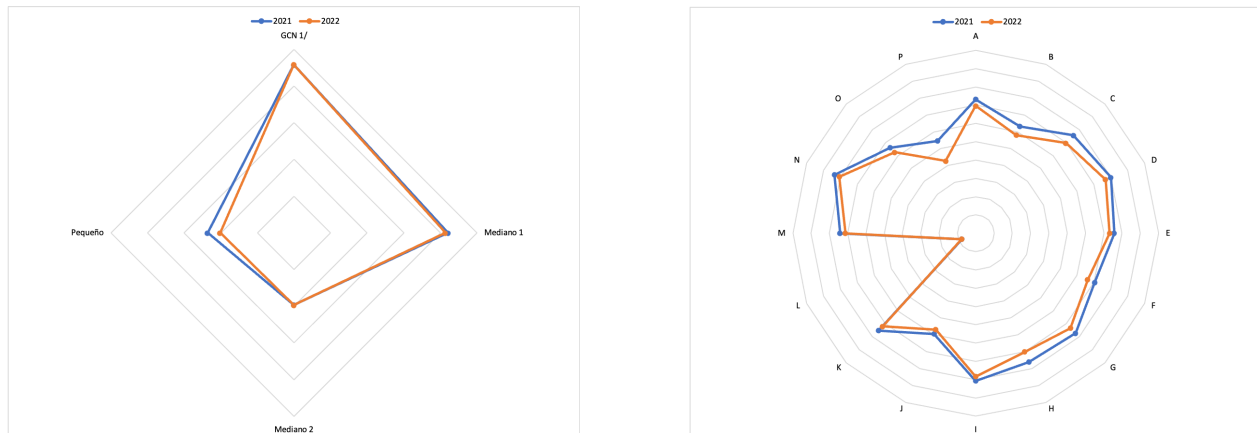 2021 2022
GCN 1/
Pequeño
Mediano 1
Mediano 2
2021 2022
A
P
B
O
C
N
D
M
E
L
F
K
G
J
H
I